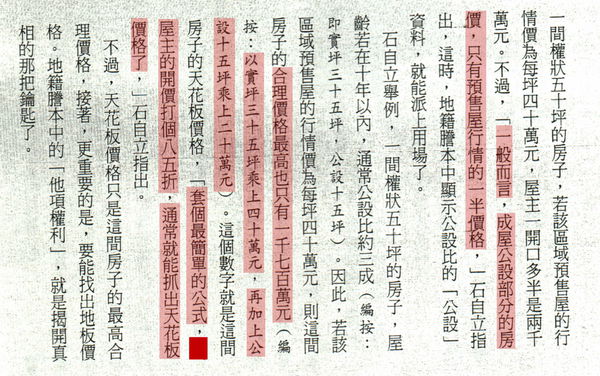 一間權狀五十坪的房子，若該區域預售屋的行
情價為每坪四十萬元，屋主一開口多半是兩千
萬元。不過，「一般而言，成屋公設部分的房
價，只有預售屋行情的一半價格，」石自立指
出，這時，地籍謄本中顯示公設比的「公設」
資料，就能派上用場了。
石自立舉例，一間權狀五十坪的房子，屋
齡若在十年以內，通常公設比約三成（編按：
即實坪三十五坪，公設十五坪）。因此，若該
區域預售屋的行情價為每坪四十萬元，則這間
房子的合理價格最高也只有一千七百萬元（編
按：以實坪三十五坪乘上四十萬元，再加上公
設十五坪乘上二十萬元）。這個數字就是這間
房子的天花板價格，「套個最簡單的公式，
屋主的開價打個八五折，通常就能抓出天花板
價格了，」石自立指出。
不過，天花板價格只是這間房子的最高合
理價格，接著，更重要的是，要能找出地板價
格。地籍謄本中的「他項權利」，就是揭開真
相的那把鑰匙了。